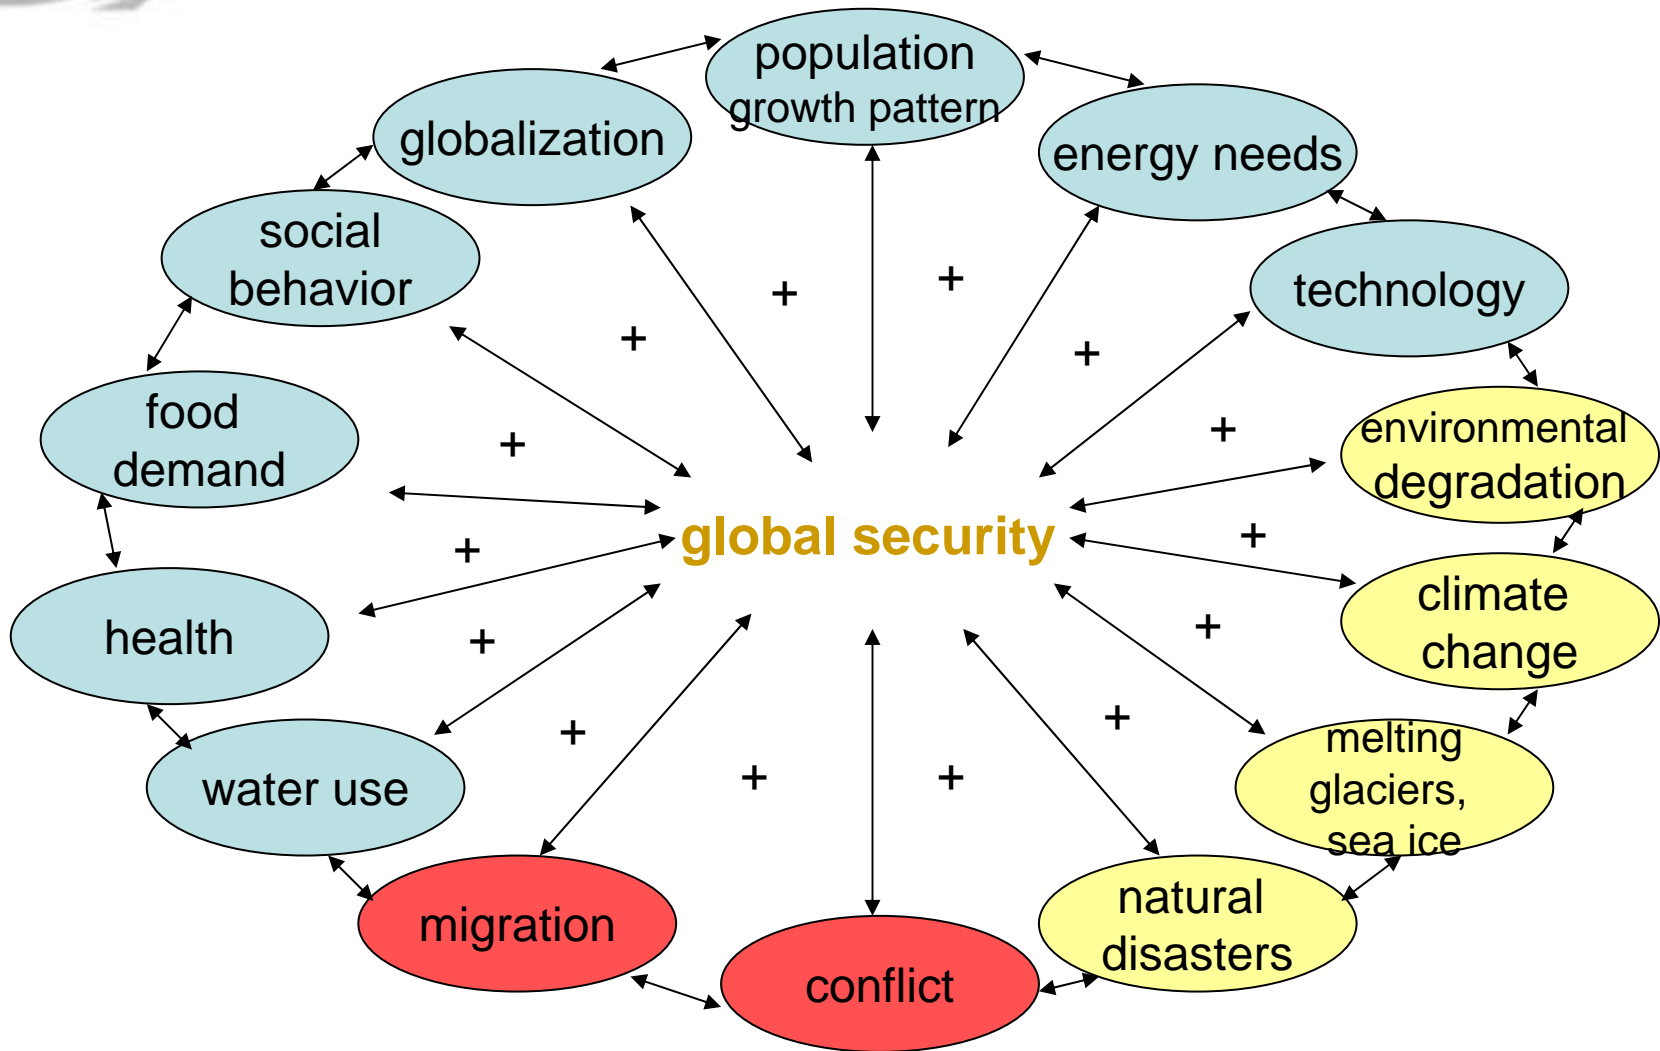 population
growth pattern
globalization
energy needs
social
behavior
technology
+
+
+
+
food
demand
environmental
degradation
+
+
global security
+
+
health
climate
change
+
+
water use
melting
glaciers,
sea ice
+
+
+
+
migration
natural
disasters
conflict